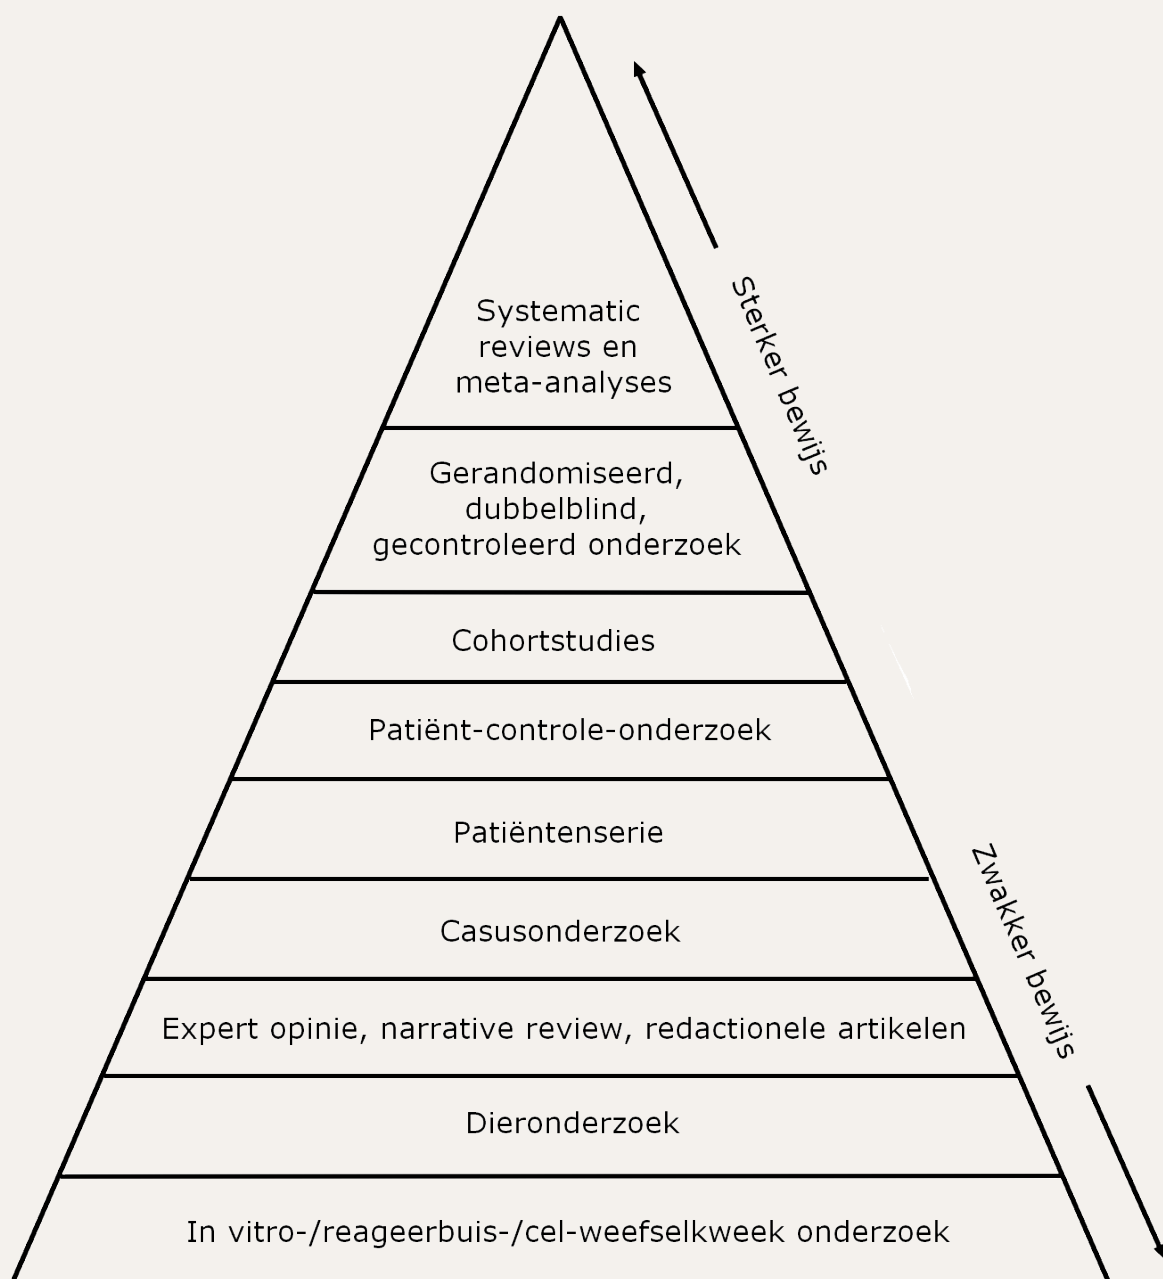 Systematic
reviews en
meta-analyses
Sterker bewijs
Gerandomiseerd,
dubbelblind,
gecontroleerd onderzoek
Cohortstudies
Patiënt-controle-onderzoek
Patiëntenserie
Zwakker bewijs
Casusonderzoek
Expert opinie, narrative review, redactionele artikelen
Dieronderzoek
In vitro-/reageerbuis-/cel-weefselkweek onderzoek